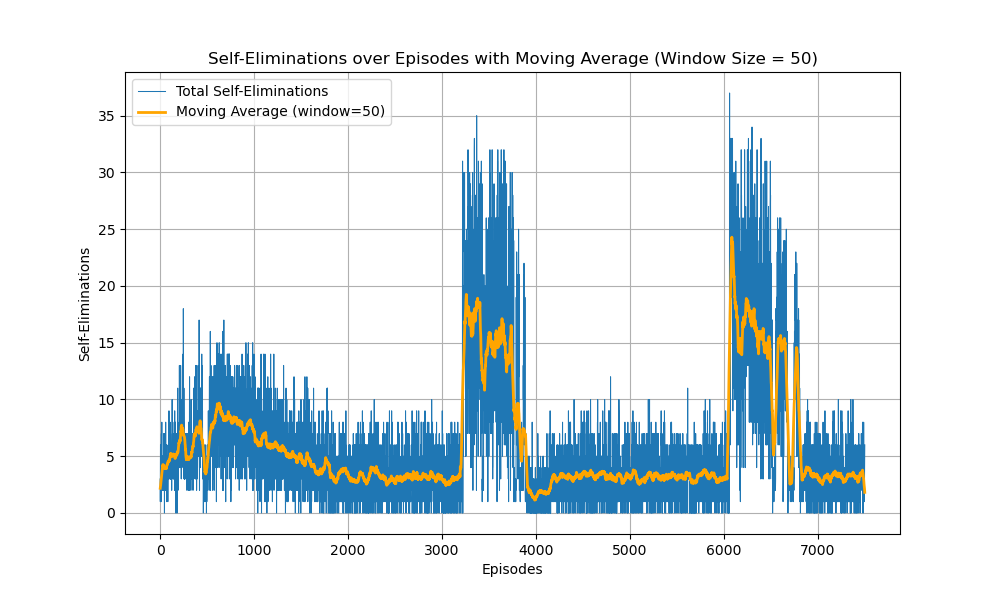 Self-Eliminations over Episodes with Moving Average (Window Size = 50)
Total Self-Eliminations
Moving Average (window=50)
35
30
25
20
15
10
5
0
Self-Eliminations
0 1000 2000 3000 4000 5000 6000 7000
Episodes